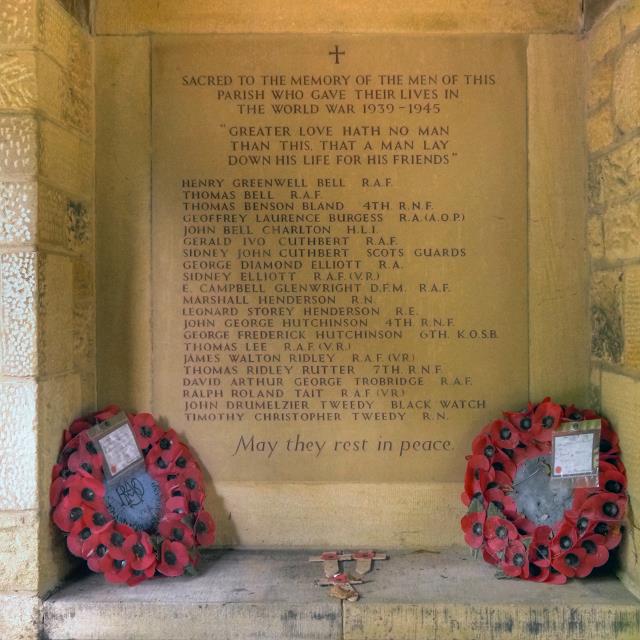 SACRED TO THE MEMORY OF THE MEN OF THIS
PARISH WHO GAVE THEIR LIVES IN
THE WORLD WAR 1939-1945
"GREATER LOVE HATH NO MAN
THAN THIS, THAT A MAN LAY
DOWN HIS LIFE FOR HIS FRIENDS"
HENRY GREENWELL BELL R.A.F.
THOMAS BELL R.A.F.
THOMAS BENSON BLAND 4TH. R.N.F.
GEOFFREY LAURENCE BURGESS R.A.(A.O.P.)
JOHN BELL CHARLTON H.L.I.
GERALD IVO CUTHBERT R.A.F.
SIDNEY JOHN CUTHBERT SCOTS GUARDS
GEORGE DIAMOND ELLIOTT R.A.
SIDNEY ELLIOTT R.A.F.(V.R.)
E. CAMPBELL GLENWRIGHT D.F.M. R.A.F.
MARSHALL HENDERSON R.N.
LEONARD STOREY HENDERSON R.E.
JOHN GEORGE HUTCHINSON 4TH. R.N.F.
GEORGE FREDERICK HUTCHINSON 6TH. K.O.S.B.
THOMAS LEE R.A.F.(V.R.)
JAMES WALTON RIDLEY R.A.F.(V.R)
THOMAS RIDLEY RUTTER 7TH. R.N.F.
DAVID ARTHUR GEORGE TROBRIDGE R.A.F.
RALPH ROLAND TAIT R.A.F.(V.R)
JOHN DRUMELZIER TWEEDY BLACK WATCH
TIMOTHY CHRISTOPHER TWEEDY R.N.
May they rest in peace.